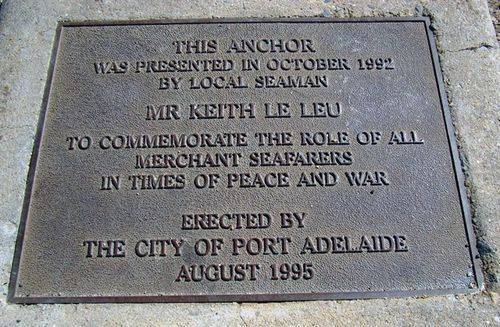 THIS ANCHOR
WAS PRESENTED IN OCTOBER 1992
BY LOCAL SEAMAN
MR KEITH LE LEU
TO COMMEMORATE THE ROLE OF ALL
MERCHANT SEAFARERS
IN TIMES OF PEACE AND WAR
ERECTED BY
THE CITY OF PORT ADELAIDE
AUGUST 1995